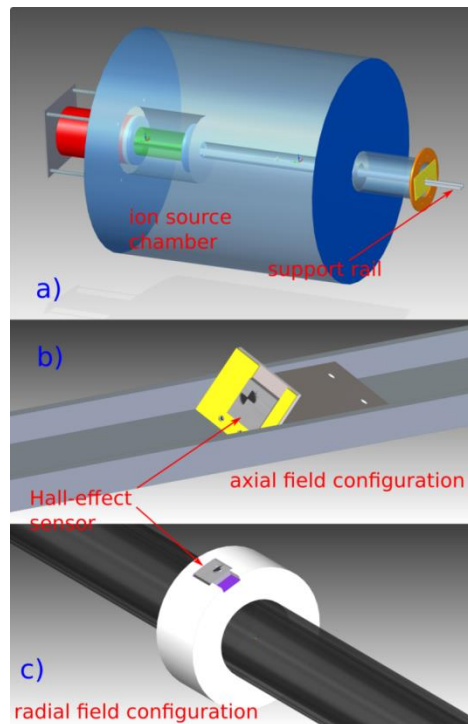 ion source
chamber
support rail
a)
b)
axial field configuration
Hall-effect
sensor
c)
radial field configuration